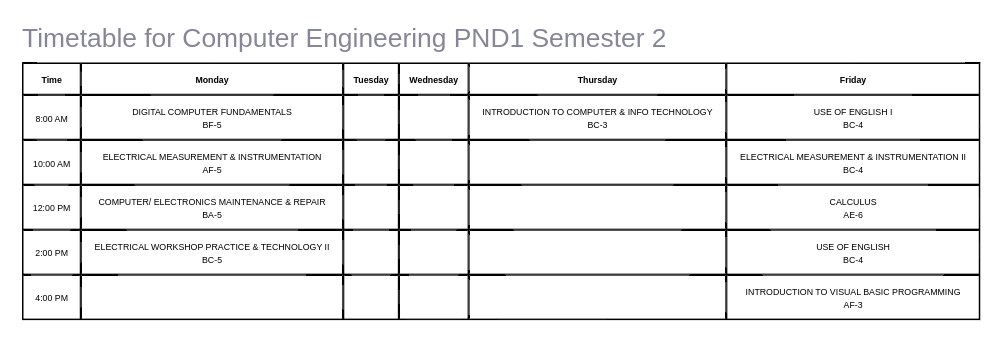 Timetable for Computer Engineering PND1 Semester 2
Time Monday Tuesday Wednesday Thursday Friday
8:00 AM
DIGITAL COMPUTER FUNDAMENTALS
BF-5
INTRODUCTION TO COMPUTER & INFO TECHNOLOGY
BC-3
USE OF ENGLISH I
BC-4
10:00 AM
ELECTRICAL MEASUREMENT & INSTRUMENTATION
AF-5
ELECTRICAL MEASUREMENT & INSTRUMENTATION II
BC-4
12:00 PM
COMPUTER/ ELECTRONICS MAINTENANCE & REPAIR
BA-5
CALCULUS
AE-6
2:00 PM
ELECTRICAL WORKSHOP PRACTICE & TECHNOLOGY II
BC-5
USE OF ENGLISH
BC-4
4:00 PM
INTRODUCTION TO VISUAL BASIC PROGRAMMING
AF-3